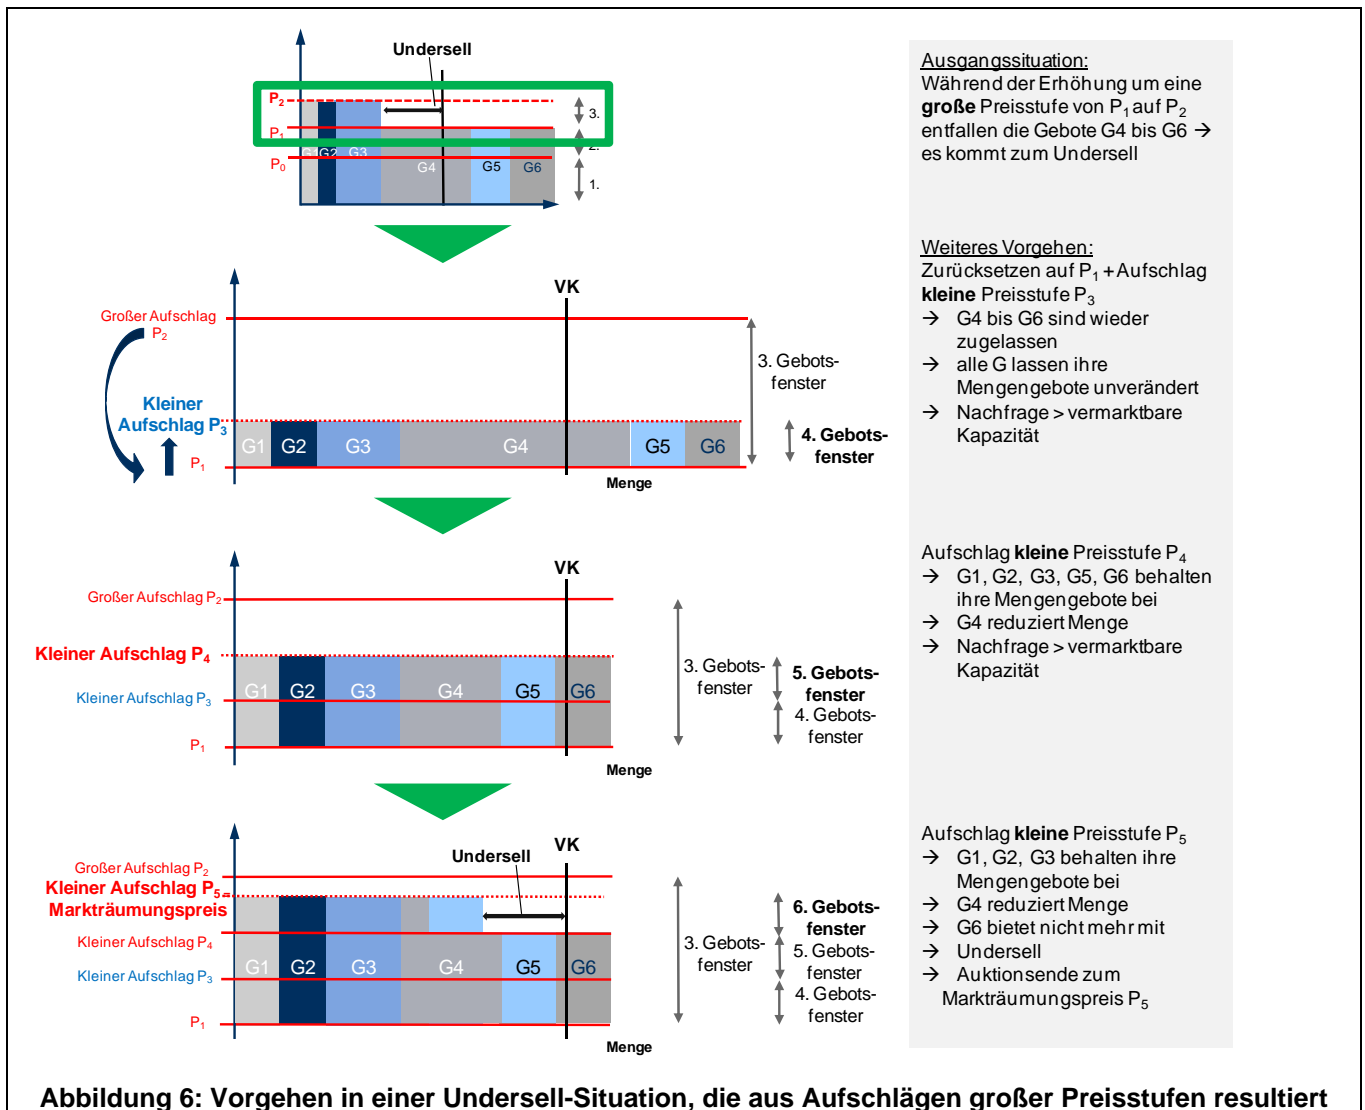 Undersell
P2
P1
P0
G1
G2
G3
G4
G5
G6
3.
2.
1.
Ausgangssituation:
Während der Erhöhung um eine
große Preisstufe von P1 auf P2
entfallen die Gebote G4 bis G6 →
es kommt zum Undersell
VK
Großer Aufschlag
P2
Kleiner
Aufschlag P3
P1
G1
G2
G3
G4
G5
G6
Menge
3. Gebots-
fenster
4. Gebots-
fenster
Weiteres Vorgehen:
Zurücksetzen auf P1 + Aufschlag
kleine Preisstufe P3
→ G4 bis G6 sind wieder
zugelassen
→ alle G lassen ihre
Mengengebote unverändert
→ Nachfrage > vermarktbare
Kapazität
VK
Großer Aufschlag P2
Kleiner Aufschlag P4
Kleiner Aufschlag P3
P1
G1
G2
G3
G4
G5
G6
Menge
3. Gebots-
fenster
5. Gebots-
fenster
4. Gebots-
fenster
Aufschlag kleine Preisstufe P4
→ G1, G2, G3, G5, G6 behalten
ihre Mengengebote bei
→ G4 reduziert Menge
→ Nachfrage > vermarktbare
Kapazität
Undersell
VK
Großer Aufschlag P2
Kleiner Aufschlag P5 =
Markträumungspreis
Kleiner Aufschlag P4
Kleiner Aufschlag P3
P1
G1
G2
G3
G4
G5
G6
Menge
3. Gebots-
fenster
6. Gebots-
fenster
5. Gebots-
fenster
4. Gebots-
fenster
Aufschlag kleine Preisstufe P5
→ G1, G2, G3 behalten ihre
Mengengebote bei
→ G4 reduziert Menge
→ G6 bietet nicht mehr mit
→ Undersell
→ Auktionsende zum
Markträumungspreis P5
Abbildung 6: Vorgehen in einer Undersell-Situation, die aus Aufschlägen großer Preisstufen resultiert